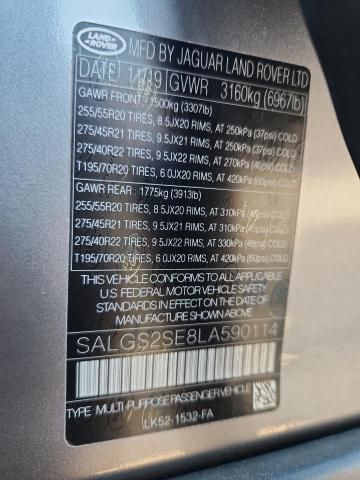 LAND
ROVER
MFD BY JAGUAR LAND ROVER LTD
DATE 11/19 GVWR 3160kg (6967lb)
GAWR FRONT: 1500kg (3307lb)
255/55R20 TIRES, 8.5JX20 RIMS, AT 250kPa (37psi) COLD
275/45R21 TIRES, 9.5JX21 RIMS, AT 250kPa (37psi) COLD
275/40R22 TIRES, 9.5JX22 RIMS, AT 270kPa (40psi) COLD
T195/70R20 TIRES, 6.0JX20 RIMS, AT 420kPa (60psi) COLD
GAWR REAR: 1775kg (3913lb)
255/55R20 TIRES, 8.5JX20 RIMS, AT 310kPa (45psi) COLD
275/45R21 TIRES, 9.5JX21 RIMS, AT 310kPa (45psi) COLD
275/40R22 TIRES, 9.5JX22 RIMS, AT 330kPa (48psi) COLD
T195/70R20 TIRES, 6.0JX20 RIMS, AT 420kPa (60psi) COLD
THIS VEHICLE CONFORMS TO ALL APPLICABLE
FEDERAL MOTOR VEHICLE SAFETY STANDARDS
IN EFFECT ON THE DATE OF MANUFACTURE
SHOWN ABOVE.
SALGS2SE8LA590114
TYPE: MULTI-PURPOSE PASSENGER VEHICLE
LK52-1532-FA